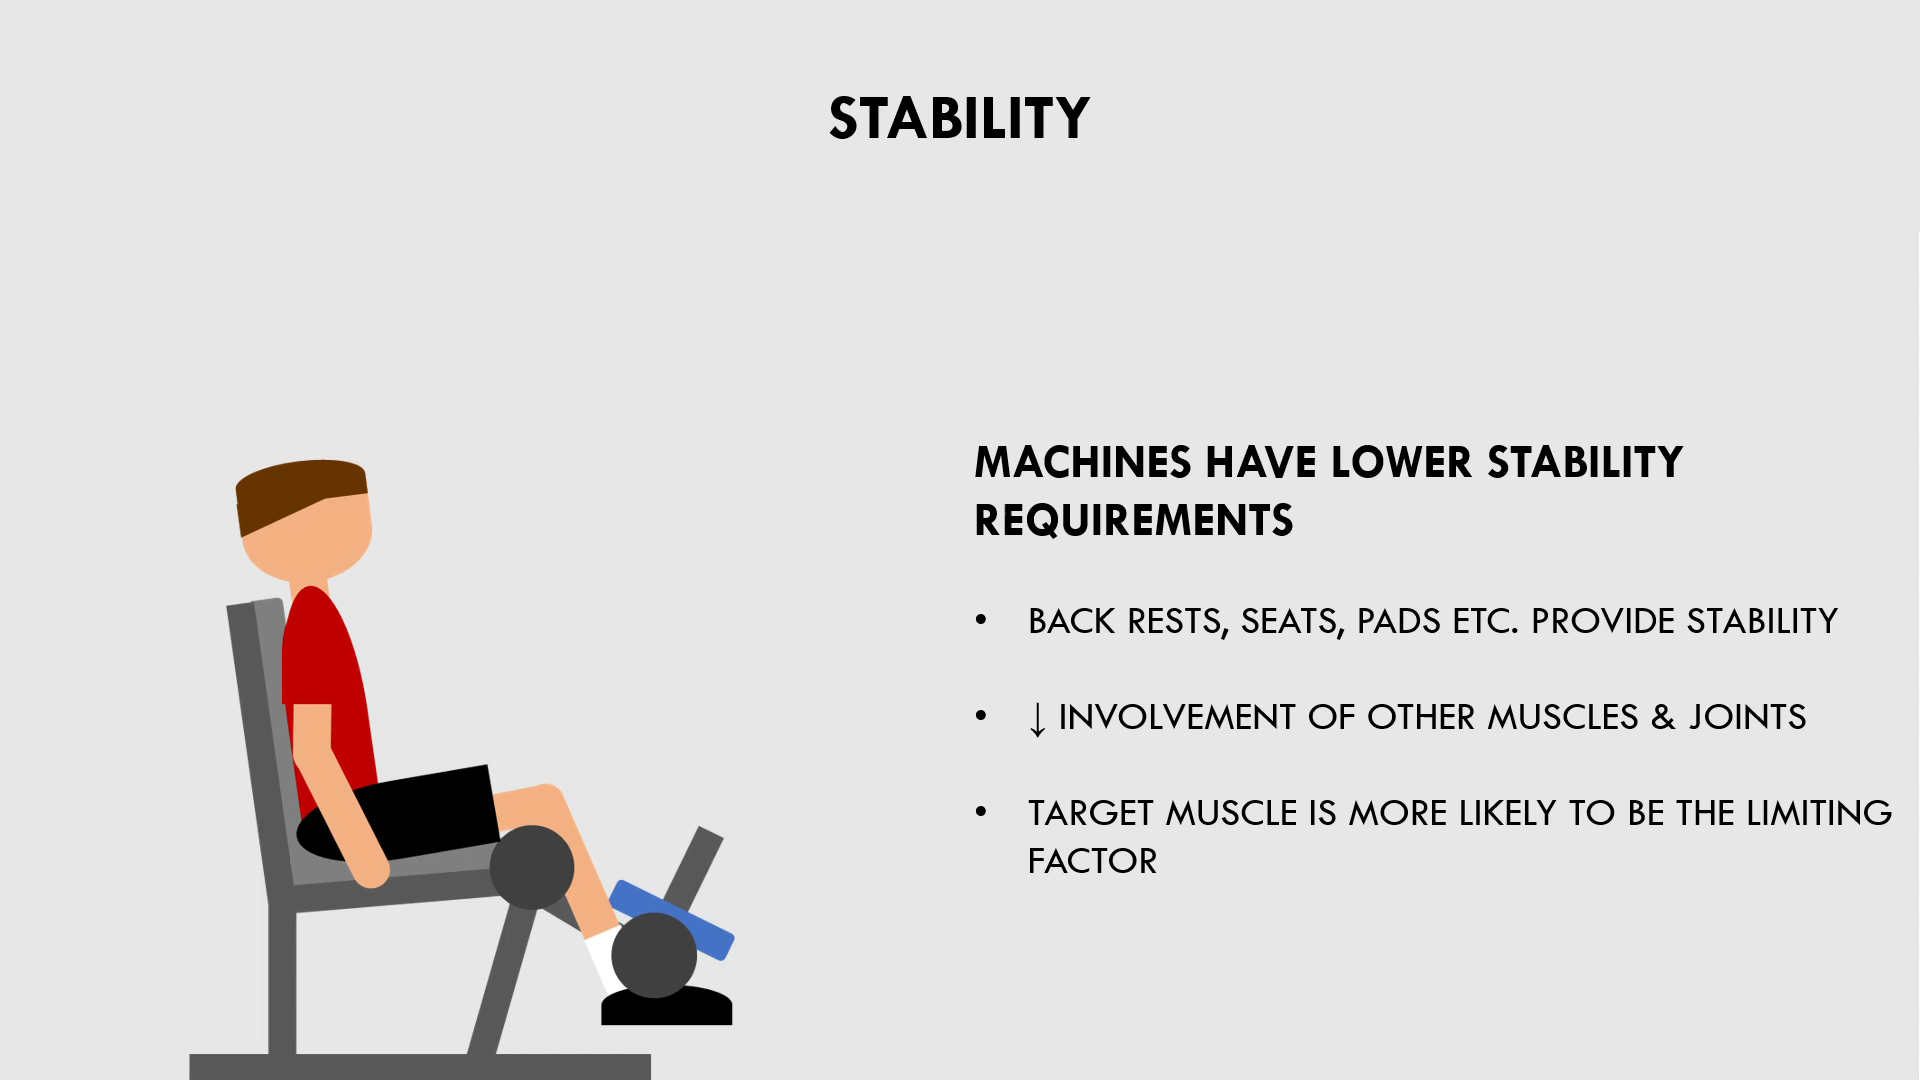 STABILITY
MACHINES HAVE LOWER STABILITY
REQUIREMENTS
• BACK RESTS, SEATS, PADS ETC. PROVIDE STABILITY
• ↓ INVOLVEMENT OF OTHER MUSCLES & JOINTS
• TARGET MUSCLE IS MORE LIKELY TO BE THE LIMITING
FACTOR